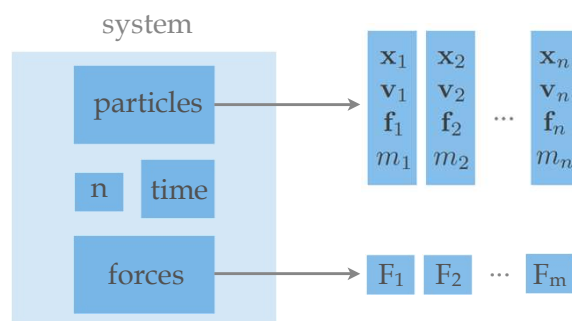 system
particles
n
time
forces
𝐱₁ 𝐱₂ 𝐱ₙ
𝐯₁ 𝐯₂ 𝐯ₙ
𝐟₁ 𝐟₂ ... 𝐟ₙ
m₁ m₂ mₙ
F₁ F₂ ... Fₘ